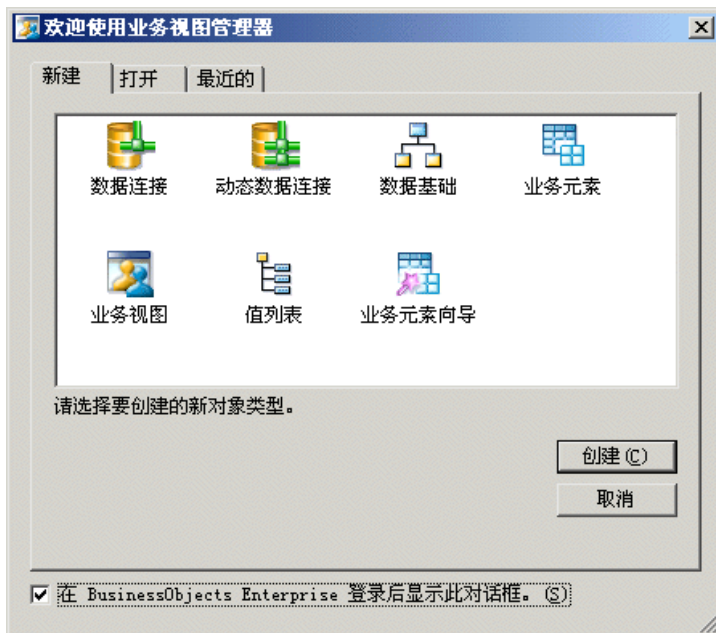 欢迎使用业务视图管理器
新建 打开 最近的
数据连接 动态数据连接 数据基础 业务元素
业务视图 值列表 业务元素向导
请选择要创建的新对象类型。
创建(C)
取消
在 BusinessObjects Enterprise 登录后显示此对话框。(S)